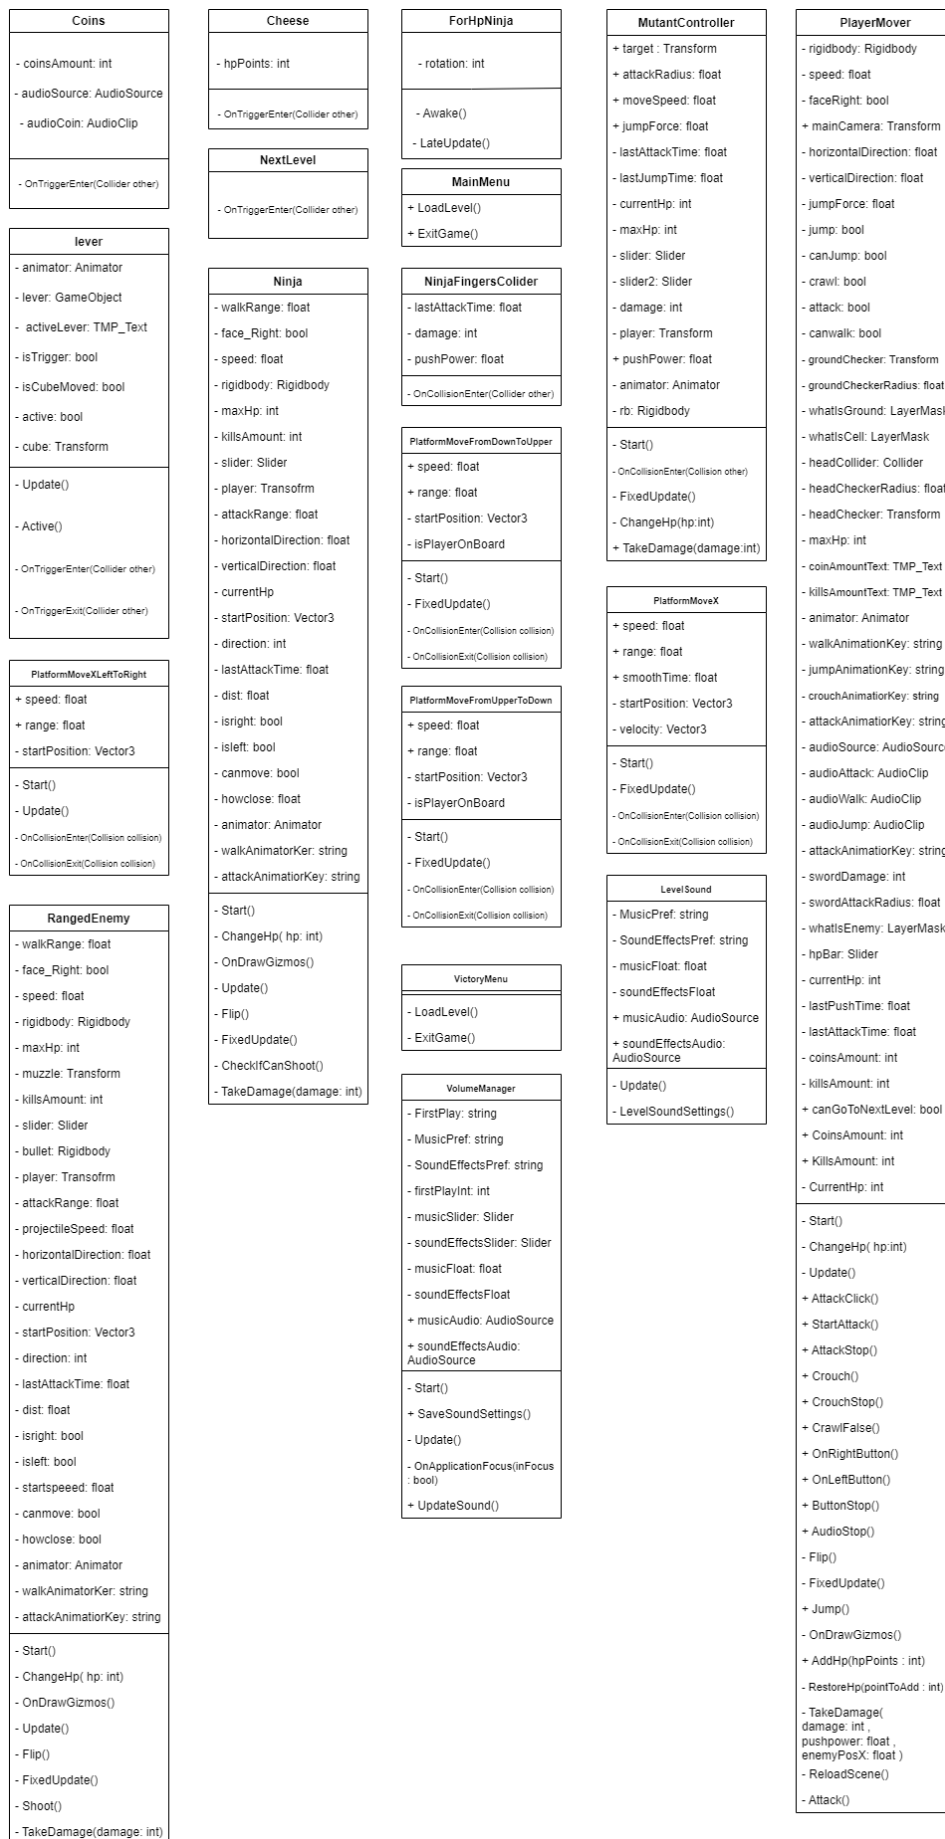 Coins
- coinsAmount: int
- audioSource: AudioSource
- audioCoin: AudioClip
- OnTriggerEnter(Collider other)
lever
- animator: Animator
- lever: GameObject
- activeLever: TMP_Text
- isTrigger: bool
- isCubeMoved: bool
- active: bool
- cube: Transform
- Update()
- Active()
- OnTriggerEnter(Collider other)
- OnTriggerExit(Collider other)
PlatformMoveXLeftToRight
+ speed: float
+ range: float
- startPosition: Vector3
- Start()
- Update()
- OnCollisionEnter(Collision collision)
- OnCollisionExit(Collision collision)
RangedEnemy
- walkRange: float
- face_Right: bool
- speed: float
- rigidbody: Rigidbody
- maxHp: int
- muzzle: Transform
- killsAmount: int
- slider: Slider
- bullet: Rigidbody
- player: Transofrm
- attackRange: float
- projectileSpeed: float
- horizontalDirection: float
- verticalDirection: float
- currentHp
- startPosition: Vector3
- direction: int
- lastAttackTime: float
- dist: float
- isright: bool
- isleft: bool
- startspeeed: float
- canmove: bool
- howclose: bool
- animator: Animator
- walkAnimatorKer: string
- attackAnimatiorKey: string
- Start()
- ChangeHp( hp: int)
- OnDrawGizmos()
- Update()
- Flip()
- FixedUpdate()
- Shoot()
- TakeDamage(damage: int)
Cheese
- hpPoints: int
- OnTriggerEnter(Collider other)
NextLevel
- OnTriggerEnter(Collider other)
Ninja
- walkRange: float
- face_Right: bool
- speed: float
- rigidbody: Rigidbody
- maxHp: int
- killsAmount: int
- slider: Slider
- player: Transofrm
- attackRange: float
- horizontalDirection: float
- verticalDirection: float
- currentHp
- startPosition: Vector3
- direction: int
- lastAttackTime: float
- dist: float
- isright: bool
- isleft: bool
- canmove: bool
- howclose: float
- animator: Animator
- walkAnimatorKer: string
- attackAnimatiorKey: string
- Start()
- ChangeHp( hp: int)
- OnDrawGizmos()
- Update()
- Flip()
- FixedUpdate()
- CheckIfCanShoot()
- TakeDamage(damage: int)
ForHpNinja
- rotation: int
- Awake()
- LateUpdate()
MainMenu
+ LoadLevel()
+ ExitGame()
NinjaFingersColider
- lastAttackTime: float
- damage: int
- pushPower: float
- OnCollisionEnter(Collider other)
PlatformMoveFromDownToUpper
+ speed: float
+ range: float
- startPosition: Vector3
- isPlayerOnBoard
- Start()
- FixedUpdate()
- OnCollisionEnter(Collision collision)
- OnCollisionExit(Collision collision)
PlatformMoveFromUpperToDown
+ speed: float
+ range: float
- startPosition: Vector3
- isPlayerOnBoard
- Start()
- FixedUpdate()
- OnCollisionEnter(Collision collision)
- OnCollisionExit(Collision collision)
VictoryMenu
- LoadLevel()
- ExitGame()
VolumeManager
- FirstPlay: string
- MusicPref: string
- SoundEffectsPref: string
- firstPlayInt: int
- musicSlider: Slider
- soundEffectsSlider: Slider
- musicFloat: float
- soundEffectsFloat
+ musicAudio: AudioSource
+ soundEffectsAudio:
AudioSource
- Start()
+ SaveSoundSettings()
- Update()
- OnApplicationFocus(inFocus
: bool)
+ UpdateSound()
MutantController
+ target : Transform
+ attackRadius: float
+ moveSpeed: float
+ jumpForce: float
- lastAttackTime: float
- lastJumpTime: float
- currentHp: int
- maxHp: int
- slider: Slider
- slider2: Slider
- damage: int
- player: Transform
+ pushPower: float
- animator: Animator
- rb: Rigidbody
- Start()
- OnCollisionEnter(Collision other)
- FixedUpdate()
- ChangeHp(hp:int)
+ TakeDamage(damage:int)
PlatformMoveX
+ speed: float
+ range: float
+ smoothTime: float
- startPosition: Vector3
- velocity: Vector3
- Start()
- FixedUpdate()
- OnCollisionEnter(Collision collision)
- OnCollisionExit(Collision collision)
LevelSound
- MusicPref: string
- SoundEffectsPref: string
- musicFloat: float
- soundEffectsFloat
+ musicAudio: AudioSource
+ soundEffectsAudio:
AudioSource
- Update()
- LevelSoundSettings()
PlayerMover
- rigidbody: Rigidbody
- speed: float
- faceRight: bool
+ mainCamera: Transform
- horizontalDirection: float
- verticalDirection: float
- jumpForce: float
- jump: bool
- canJump: bool
- crawl: bool
- attack: bool
- canwalk: bool
- groundChecker: Transform
- groundCheckerRadius: float
- whatIsGround: LayerMask
- whatIsCell: LayerMask
- headCollider: Collider
- headCheckerRadius: float
- headChecker: Transform
- maxHp: int
- coinAmountText: TMP_Text
- killsAmountText: TMP_Text
- animator: Animator
- walkAnimationKey: string
- jumpAnimationKey: string
- crouchAnimatiorKey: string
- attackAnimatiorKey: string
- audioSource: AudioSource
- audioAttack: AudioClip
- audioWalk: AudioClip
- audioJump: AudioClip
- attackAnimatiorKey: string
- swordDamage: int
- swordAttackRadius: float
- whatIsEnemy: LayerMask
- hpBar: Slider
- currentHp: int
- lastPushTime: float
- lastAttackTime: float
- coinsAmount: int
- killsAmount: int
+ canGoToNextLevel: bool
+ CoinsAmount: int
+ KillsAmount: int
- CurrentHp: int
- Start()
- ChangeHp( hp:int)
- Update()
+ AttackClick()
+ StartAttack()
+ AttackStop()
+ Crouch()
+ CrouchStop()
+ CrawlFalse()
+ OnRightButton()
+ OnLeftButton()
+ ButtonStop()
+ AudioStop()
- Flip()
- FixedUpdate()
+ Jump()
- OnDrawGizmos()
+ AddHp(hpPoints : int)
- RestoreHp(pointToAdd : int)
- TakeDamage(
damage: int ,
pushpower: float ,
enemyPosX: float )
- ReloadScene()
- Attack()